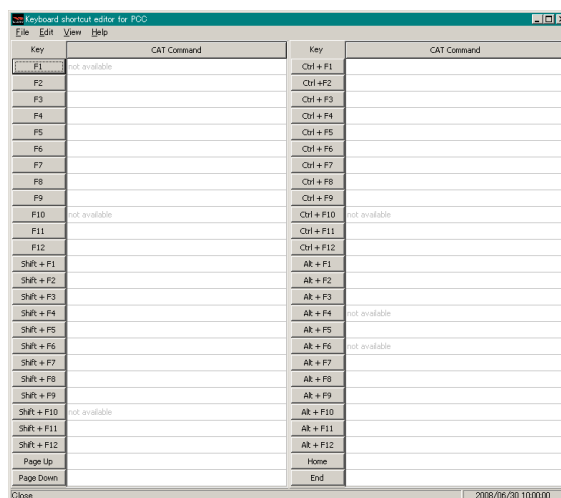 Keyboard shortcut editor for PCC
File Edit View Help
Key CAT Command Key CAT Command
F1 not available Ctrl + F1
F2 Ctrl +F2
F3 Ctrl + F3
F4 Ctrl + F4
F5 Ctrl + F5
F6 Ctrl + F6
F7 Ctrl + F7
F8 Ctrl + F8
F9 Ctrl + F9
F10 not available Ctrl + F10 not available
F11 Ctrl + F11
F12 Ctrl + F12
Shift + F1 Alt + F1
Shift + F2 Alt + F2
Shift + F3 Alt + F3
Shift + F4 Alt + F4 not available
Shift + F5 Alt + F5
Shift + F6 Alt + F6 not available
Shift + F7 Alt + F7
Shift + F8 Alt + F8
Shift + F9 Alt + F9
Shift + F10 not available Alt + F10
Shift + F11 Alt + F11
Shift + F12 Alt + F12
Page Up Home
Page Down End
Close 2008/06/30 10:00:00